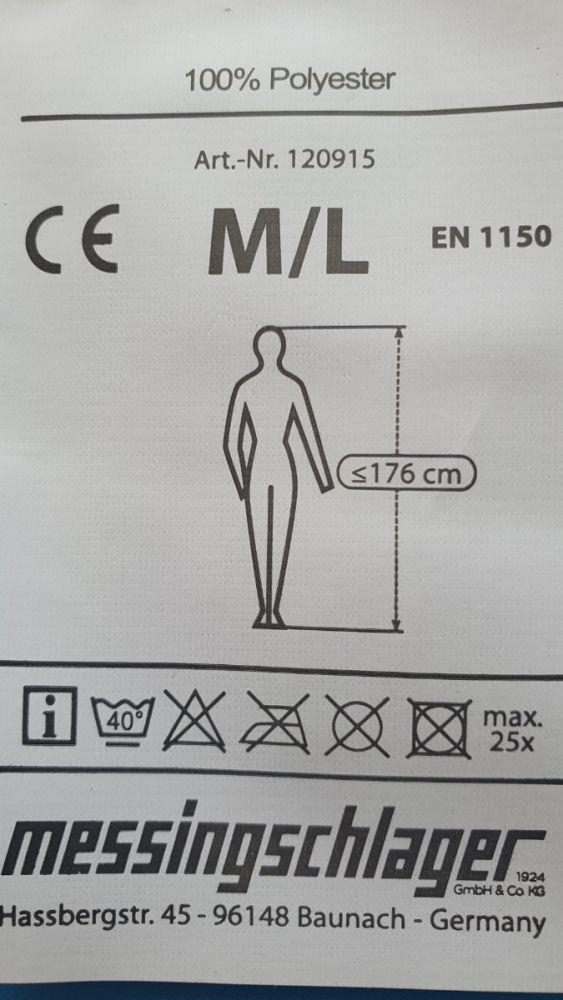 100% Polyester
Art.-Nr. 120915
CE M/L EN 1150
≤176 cm
i 40° max.
25x
messingschlager
1924
GmbH & Co KG
Hassbergstr. 45 - 96148 Baunach - Germany